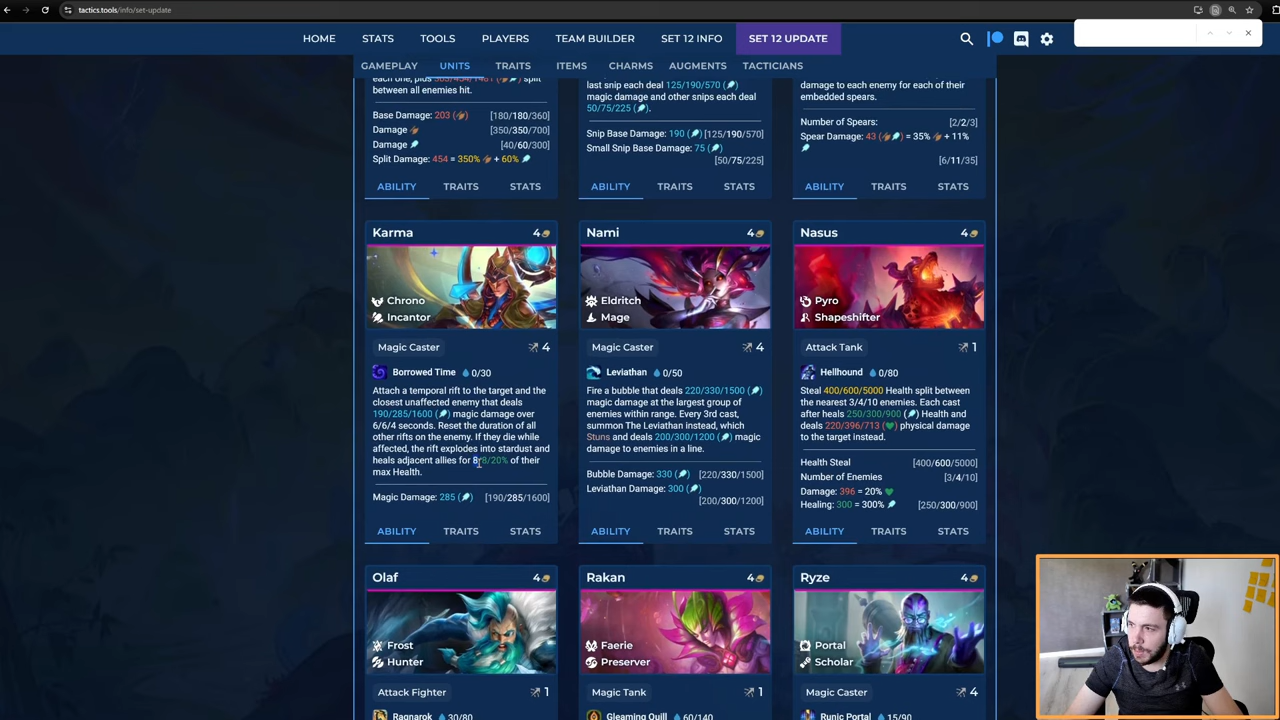 tactics.tools/info/set-update
HOME STATS TOOLS PLAYERS TEAM BUILDER SET 12 INFO SET 12 UPDATE
GAMEPLAY UNITS TRAITS ITEMS CHARMS AUGMENTS TACTICIANS
split
between all enemies hit.
Base Damage: 203 ( ) [180/180/360]
Damage [350/350/700]
Damage [40/60/300]
Split Damage: 454 = 350% + 60%
ABILITY TRAITS STATS
last snip each deal 125/190/570 ( )
magic damage and other snips each deal
50/75/225 ( ).
Snip Base Damage: 190 ( ) [125/190/570]
Small Snip Base Damage: 75 ( )
[50/75/225]
ABILITY TRAITS STATS
damage to each enemy for each of their
embedded spears.
Number of Spears: [2/2/3]
Spear Damage: 43 ( ) = 35% + 11%
[6/11/35]
ABILITY TRAITS STATS
Karma 4
Chrono
Incantor
Magic Caster 4
Borrowed Time 0/30
Attach a temporal rift to the target and the
closest unaffected enemy that deals
190/285/1600 ( ) magic damage over
6/6/4 seconds. Reset the duration of all
other rifts on the enemy. If they die while
affected, the rift explodes into stardust and
heals adjacent allies for 8/8/20% of their
max Health.
Magic Damage: 285 ( ) [190/285/1600]
ABILITY TRAITS STATS
Nami 4
Eldritch
Mage
Magic Caster 4
Leviathan 0/50
Fire a bubble that deals 220/330/1500 ( )
magic damage at the largest group of
enemies within range. Every 3rd cast,
summon The Leviathan instead, which
Stuns and deals 200/300/1200 ( ) magic
damage to enemies in a line.
Bubble Damage: 330 ( ) [220/330/1500]
Leviathan Damage: 300 ( )
[200/300/1200]
ABILITY TRAITS STATS
Nasus 4
Pyro
Shapeshifter
Attack Tank 1
Hellhound 0/80
Steal 400/600/5000 Health split between
the nearest 3/4/10 enemies. Each cast
after heals 250/300/900 ( ) Health and
deals 220/396/713 ( ) physical damage
to the target instead.
Health Steal [400/600/5000]
Number of Enemies [3/4/10]
Damage: 396 = 20%
Healing: 300 = 300% [250/300/900]
ABILITY TRAITS STATS
Olaf 4
Frost
Hunter
Attack Fighter 1
Ragnarok 30/80
Rakan 4
Faerie
Preserver
Magic Tank 1
Gleaming Quill 60/140
Ryze 4
Portal
Scholar
Magic Caster 4
Runic Portal 15/90